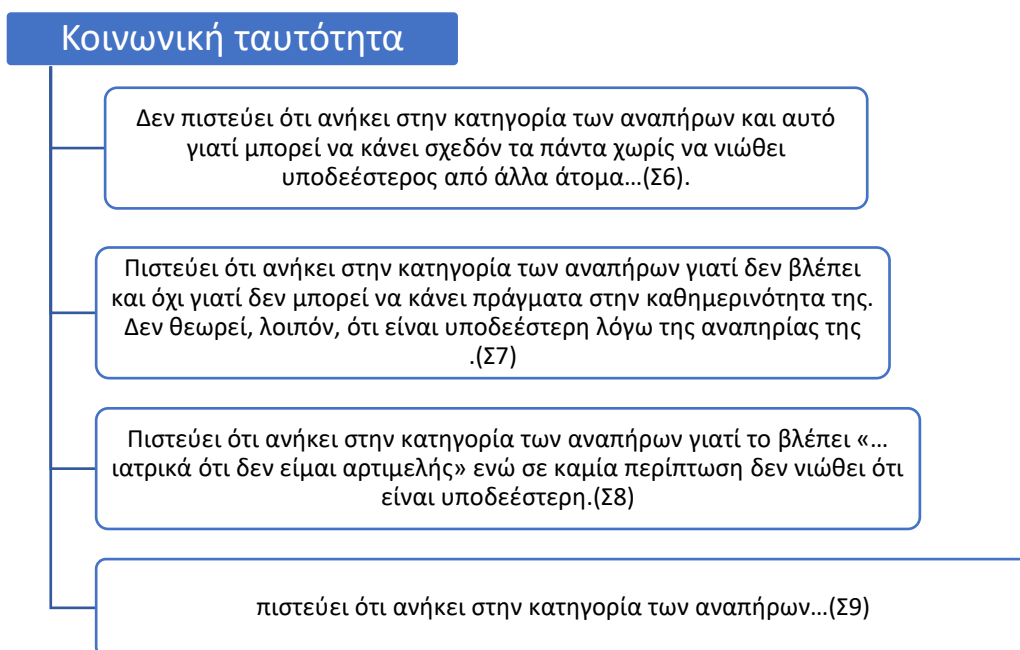 Κοινωνική ταυτότητα
Δεν πιστεύει ότι ανήκει στην κατηγορία των αναπήρων και αυτό
γιατί μπορεί να κάνει σχεδόν τα πάντα χωρίς να νιώθει
υποδεέστερος από άλλα άτομα…(Σ6).
Πιστεύει ότι ανήκει στην κατηγορία των αναπήρων γιατί δεν βλέπει
και όχι γιατί δεν μπορεί να κάνει πράγματα στην καθημερινότητα της.
Δεν θεωρεί, λοιπόν, ότι είναι υποδεέστερη λόγω της αναπηρίας της
.(Σ7)
Πιστεύει ότι ανήκει στην κατηγορία των αναπήρων γιατί το βλέπει «…
ιατρικά ότι δεν είμαι αρτιμελής» ενώ σε καμία περίπτωση δεν νιώθει ότι
είναι υποδεέστερη.(Σ8)
πιστεύει ότι ανήκει στην κατηγορία των αναπήρων…(Σ9)